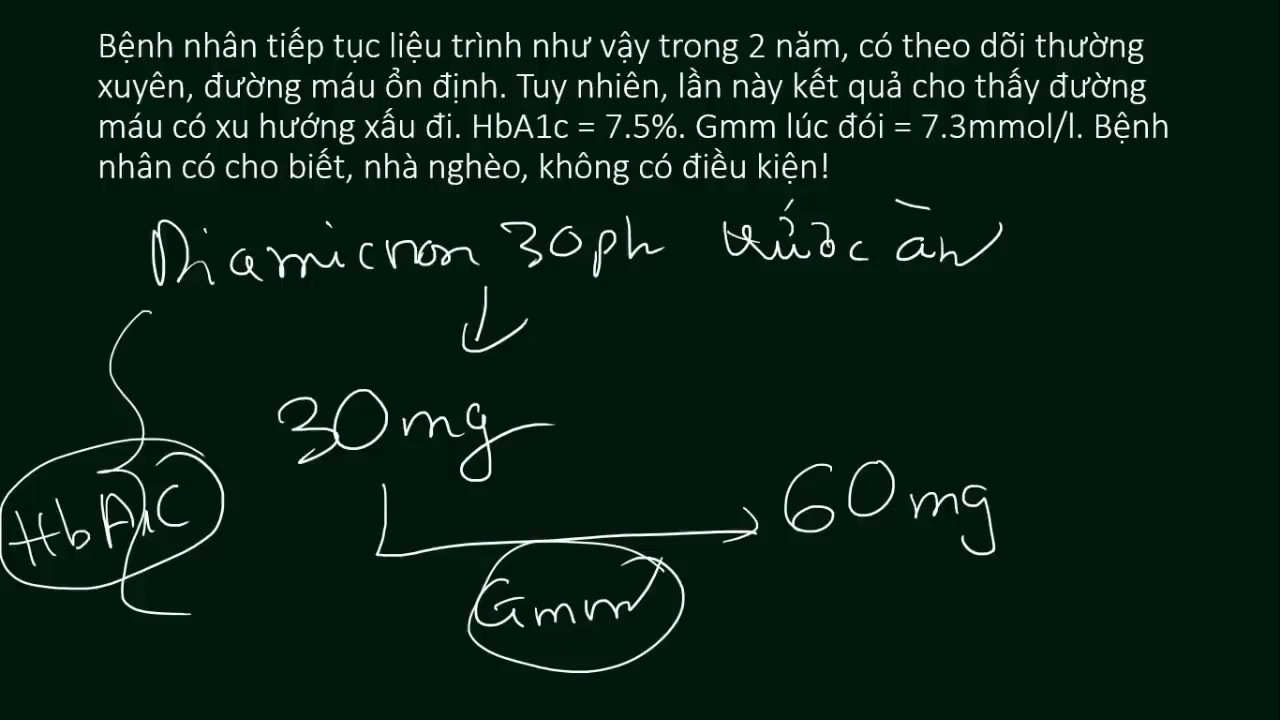 Bệnh nhân tiếp tục liệu trình như vậy trong 2 năm, có theo dõi thường
xuyên, đường máu ổn định. Tuy nhiên, lần này kết quả cho thấy đường
máu có xu hướng xấu đi. HbA1c = 7.5%. Gmm lúc đói = 7.3mmol/l. Bệnh
nhân có cho biết, nhà nghèo, không có điều kiện!
Diamicron 30ph trước ăn
30mg
60mg
HbA1C
Gmm